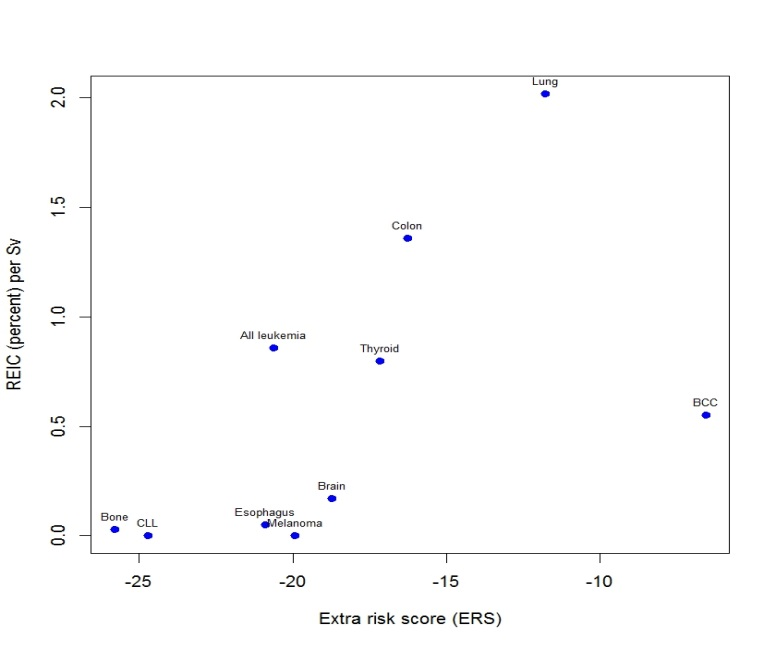 Lung
Colon
All leukemia
Thyroid
BCC
Brain
Bone
CLL
Esophagus
Melanoma
REIC (percent) per Sv
2.0
1.5
1.0
0.5
0.0
-25 -20 -15 -10
Extra risk score (ERS)